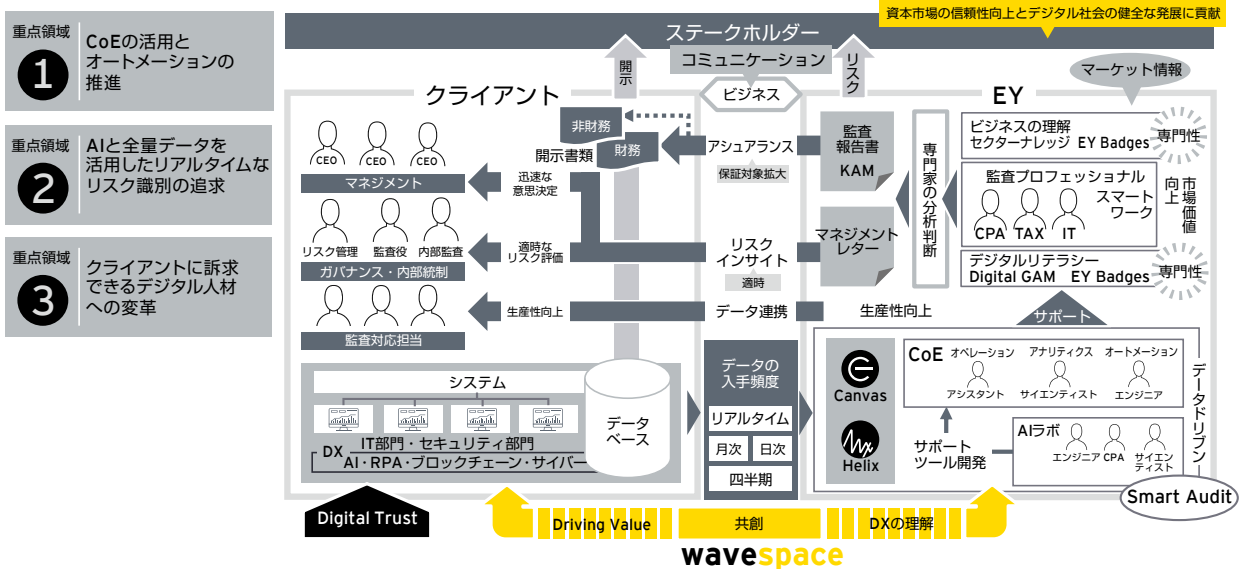 資本市場の信頼性向上とデジタル社会の健全な発展に貢献
重点領域
1
CoEの活用と
オートメーションの
推進
重点領域
2
AIと全量データを
活用したリアルタイムな
リスク識別の追求
重点領域
3
クライアントに訴求
できるデジタル人材
への変革
ステークホルダー
コミュニケーション
開示
リスク
マーケット情報
クライアント
ビジネス
EY
CEO
CEO
CEO
マネジメント
非財務
財務
開示書類
迅速な
意思決定
アシュアランス
保証対象拡大
監査
報告書
KAM
リスク管理
監査役
内部監査
ガバナンス・内部統制
適時な
リスク評価
リスク
インサイト
適時
マネジメント
レター
監査対応担当
生産性向上
データ連携
生産性向上
専門家の分析判断
ビジネスの理解
セクターナレッジ EY Badges
専門性
監査プロフェッショナル
スマート
ワーク
CPA
TAX
IT
市場価値
向上
デジタルリテラシー
Digital GAM EY Badges
専門性
サポート
システム
DX
IT部門・セキュリティ部門
AI・RPA・ブロックチェーン・サイバー
データ
ベース
データの
入手頻度
リアルタイム
月次
日次
四半期
Canvas
Helix
CoE
オペレーション
アナリティクス
オートメーション
アシスタント
サイエンティスト
エンジニア
サポート
ツール開発
AIラボ
エンジニア
CPA
サイエン
ティスト
データドリブン
Smart Audit
Digital Trust
Driving Value
共創
DXの理解
wavespace